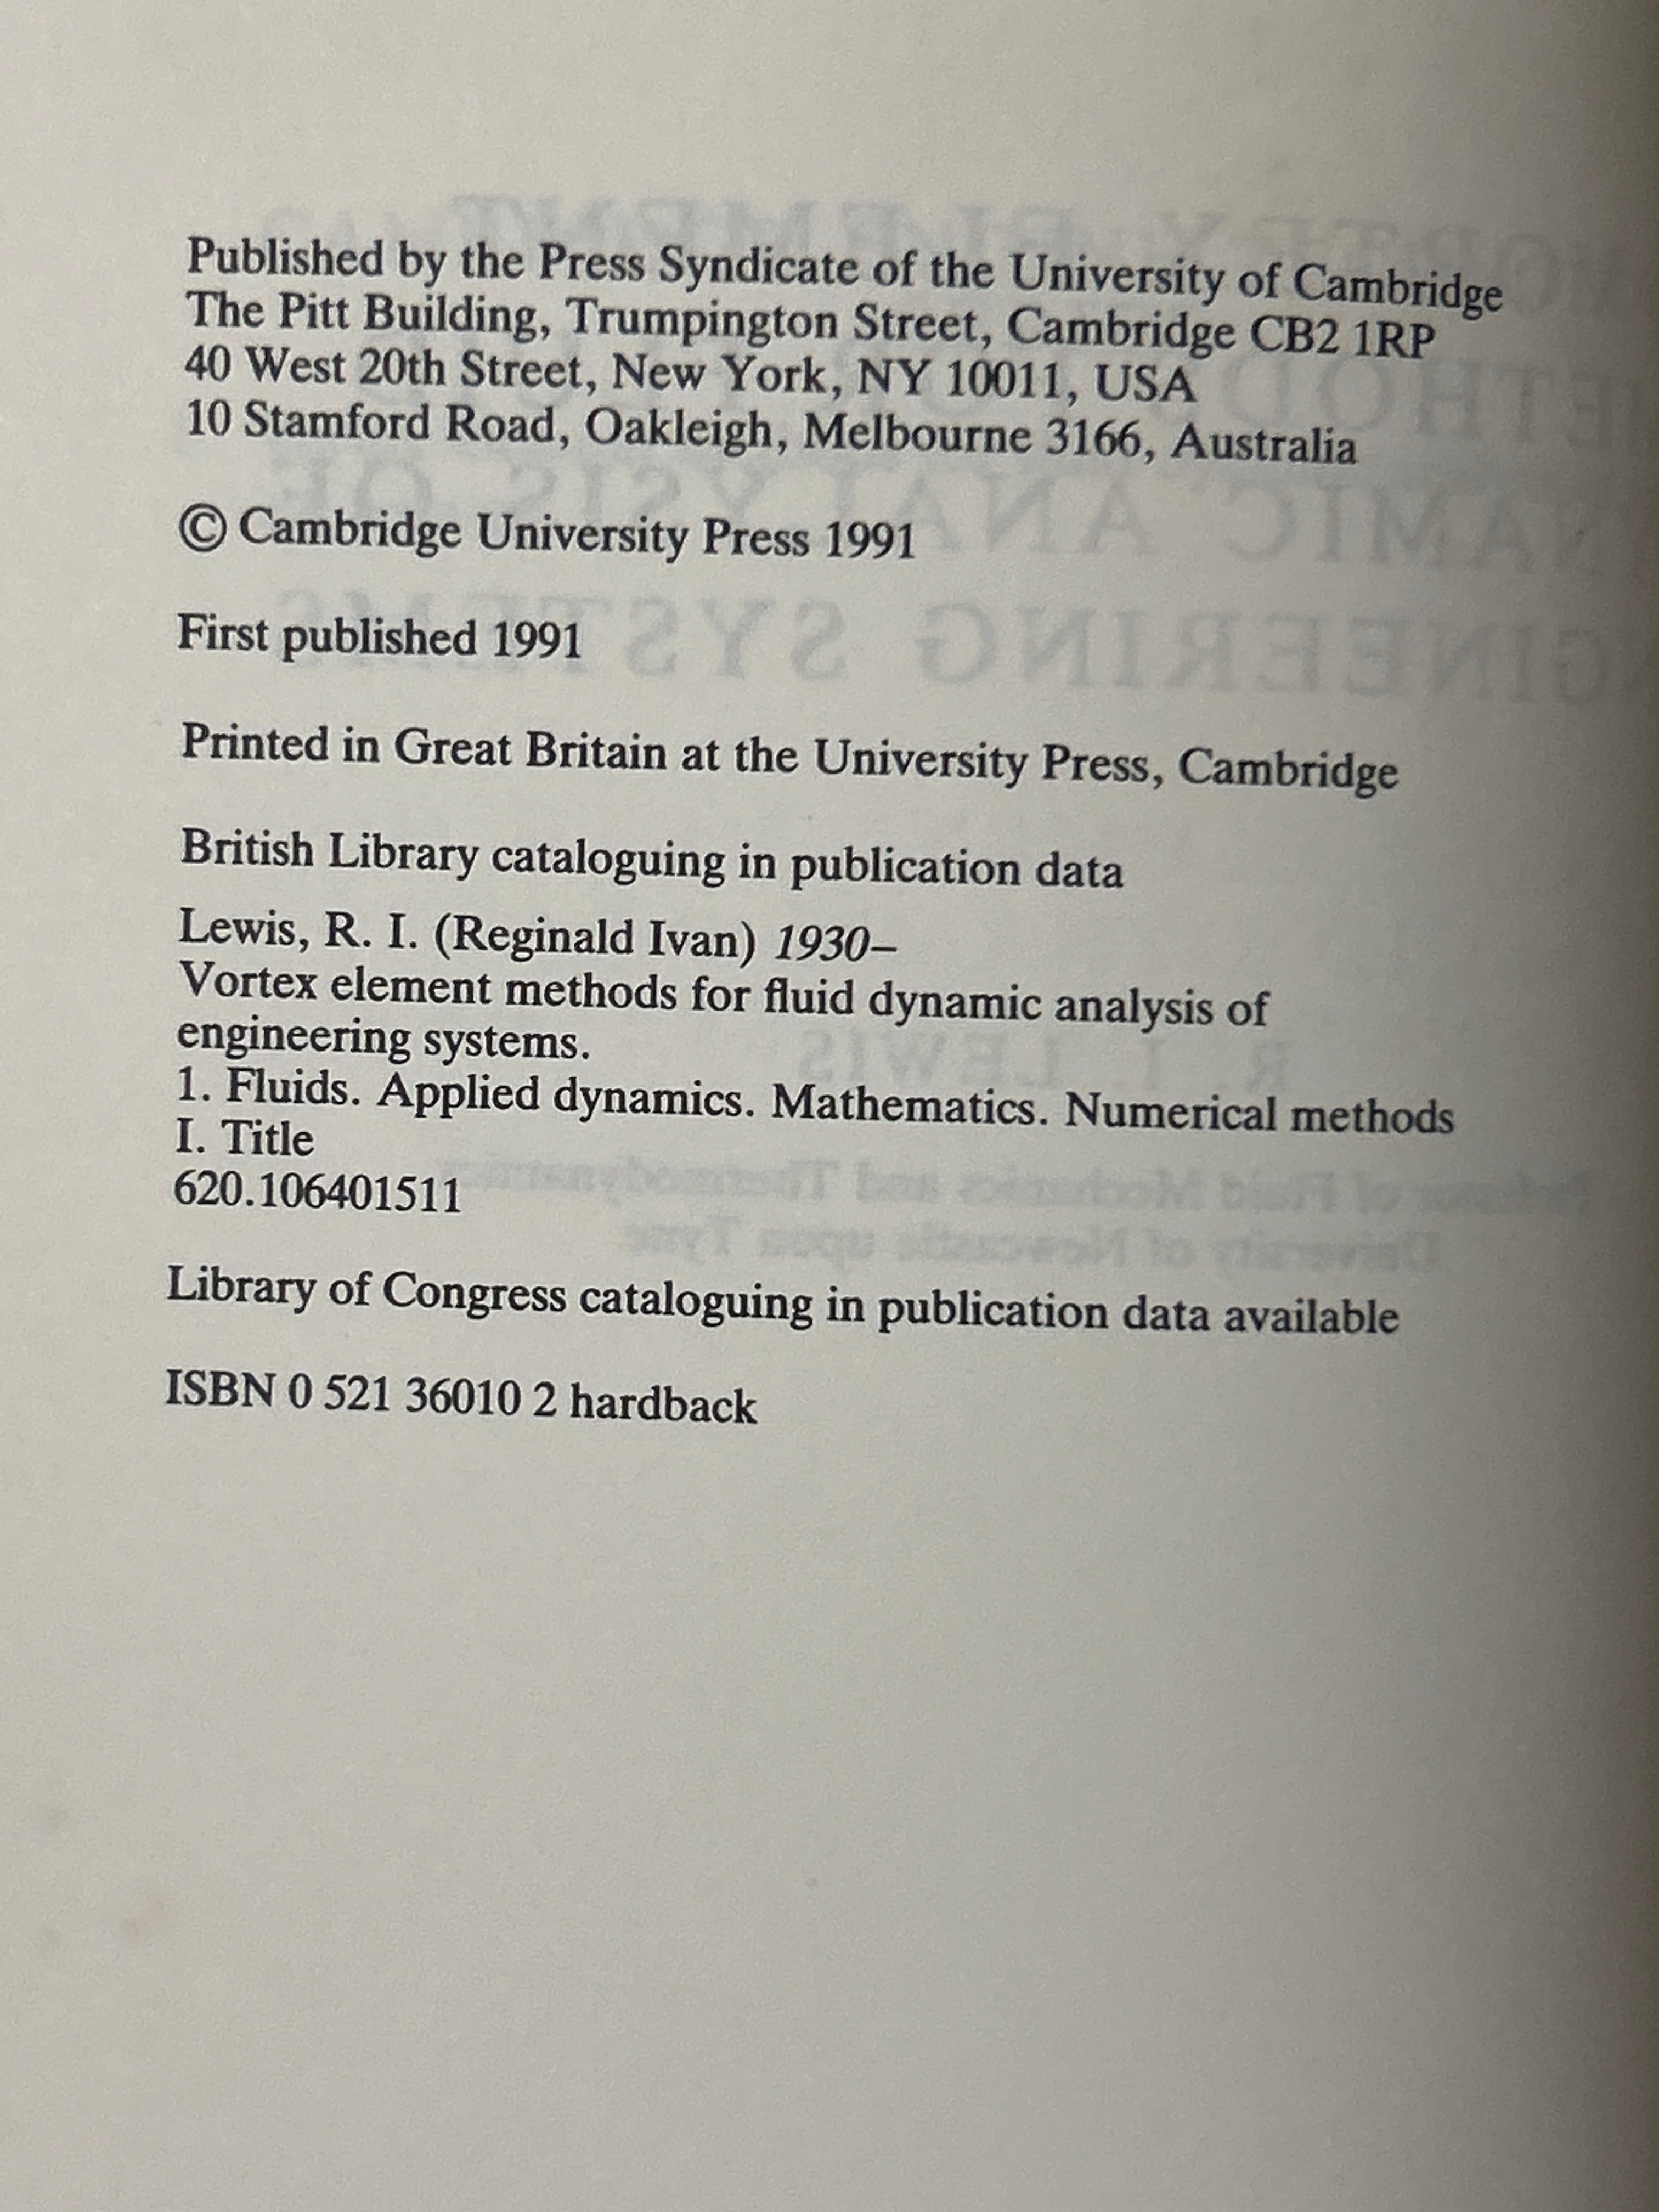 Published by the Press Syndicate of the University of Cambridge
The Pitt Building, Trumpington Street, Cambridge CB2 1RP
40 West 20th Street, New York, NY 10011, USA
10 Stamford Road, Oakleigh, Melbourne 3166, Australia
© Cambridge University Press 1991
First published 1991
Printed in Great Britain at the University Press, Cambridge
British Library cataloguing in publication data
Lewis, R. I. (Reginald Ivan) 1930–
Vortex element methods for fluid dynamic analysis of
engineering systems.
1. Fluids. Applied dynamics. Mathematics. Numerical methods
I. Title
620.106401511
Library of Congress cataloguing in publication data available
ISBN 0 521 36010 2 hardback